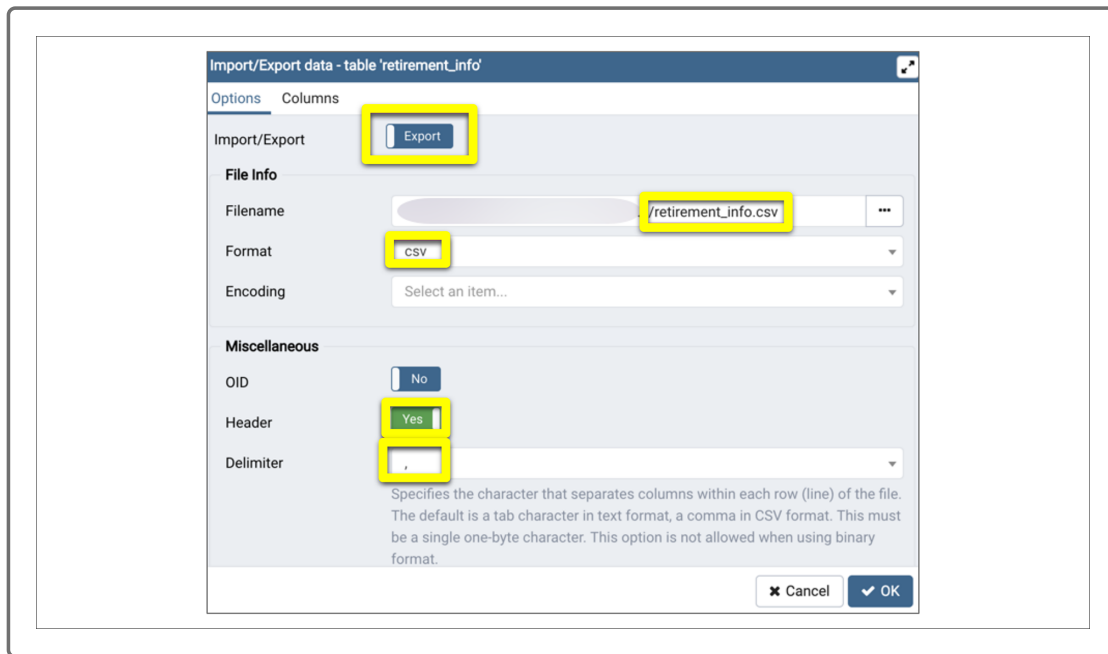 Import/Export data - table 'retirement_info'
Options Columns
Import/Export Export
File Info
Filename /retirement_info.csv ...
Format csv
Encoding Select an item...
Miscellaneous
OID No
Header Yes
Delimiter ,
Specifies the character that separates columns within each row (line) of the file.
The default is a tab character in text format, a comma in CSV format. This must
be a single one-byte character. This option is not allowed when using binary
format.
Cancel OK